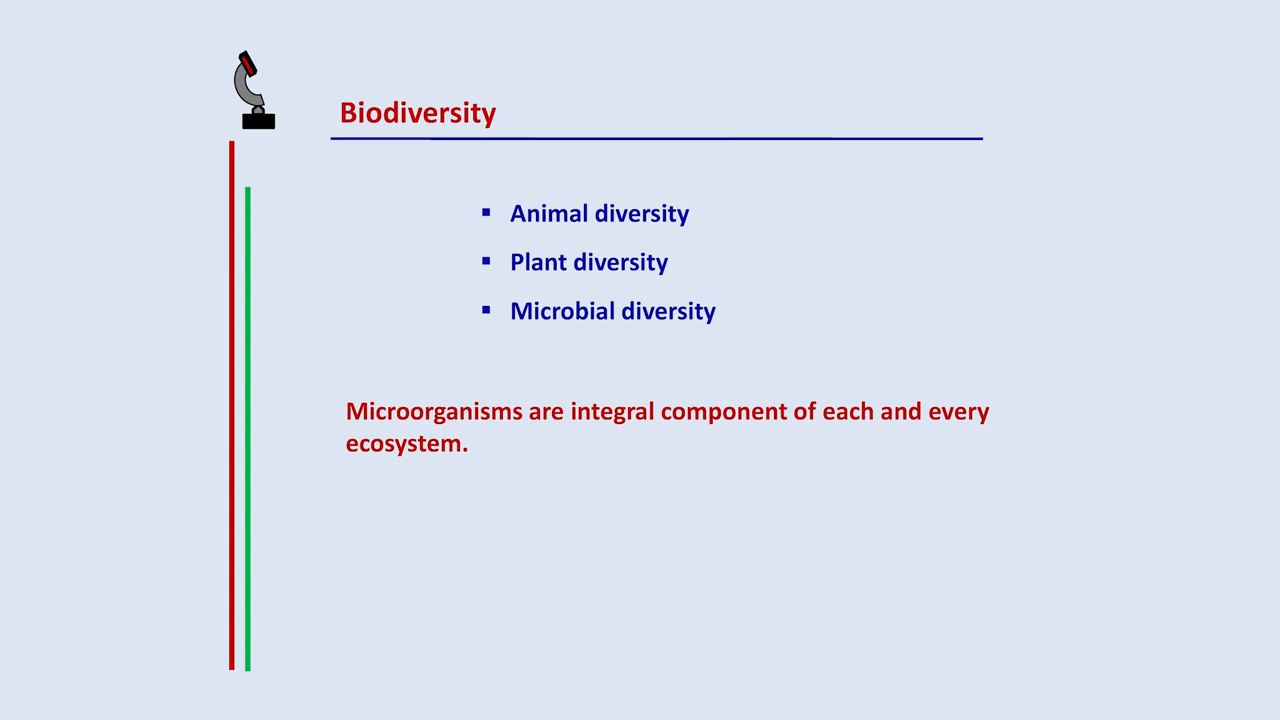 Biodiversity
▪ Animal diversity
▪ Plant diversity
▪ Microbial diversity
Microorganisms are integral component of each and every
ecosystem.